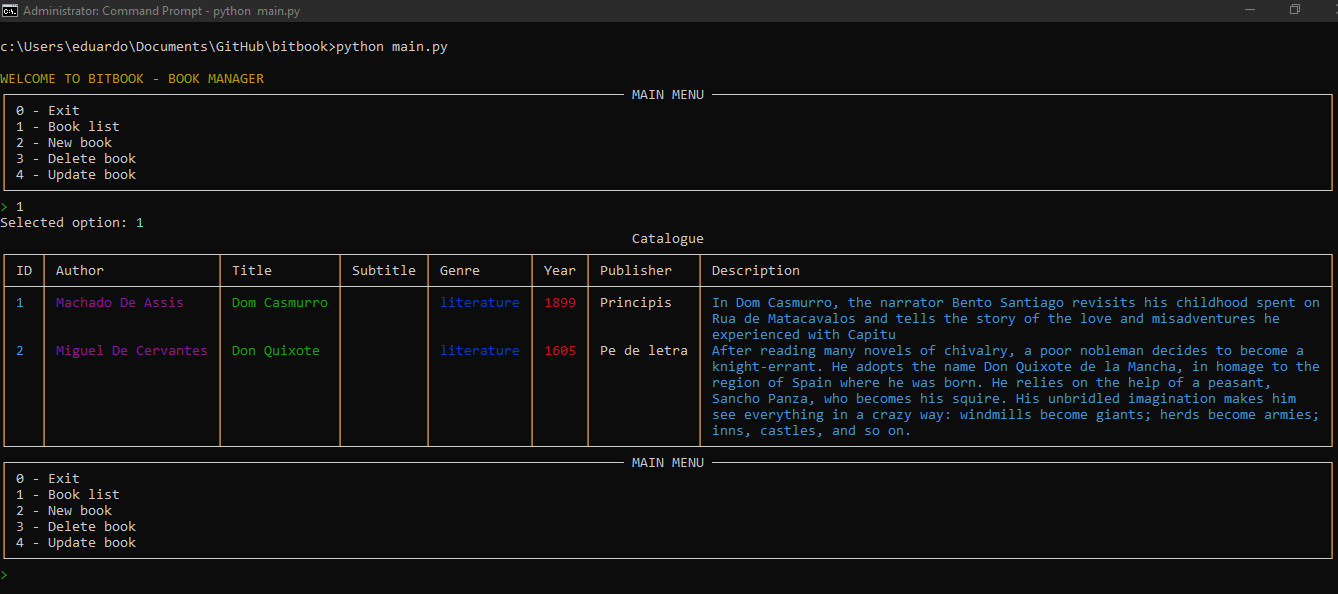 Administrator: Command Prompt - python  main.py
c:\Users\eduardo\Documents\GitHub\bitbook>python main.py
WELCOME TO BITBOOK - BOOK MANAGER
MAIN MENU
0 - Exit
1 - Book list
2 - New book
3 - Delete book
4 - Update book
> 1
Selected option: 1
Catalogue
ID Author Title Subtitle Genre Year Publisher Description
1 Machado De Assis Dom Casmurro literature 1899 Principis In Dom Casmurro, the narrator Bento Santiago revisits his childhood spent on
Rua de Matacavalos and tells the story of the love and misadventures he
experienced with Capitu
2 Miguel De Cervantes Don Quixote literature 1605 Pe de letra After reading many novels of chivalry, a poor nobleman decides to become a
knight-errant. He adopts the name Don Quixote de la Mancha, in homage to the
region of Spain where he was born. He relies on the help of a peasant,
Sancho Panza, who becomes his squire. His unbridled imagination makes him
see everything in a crazy way: windmills become giants; herds become armies;
inns, castles, and so on.
MAIN MENU
0 - Exit
1 - Book list
2 - New book
3 - Delete book
4 - Update book
>